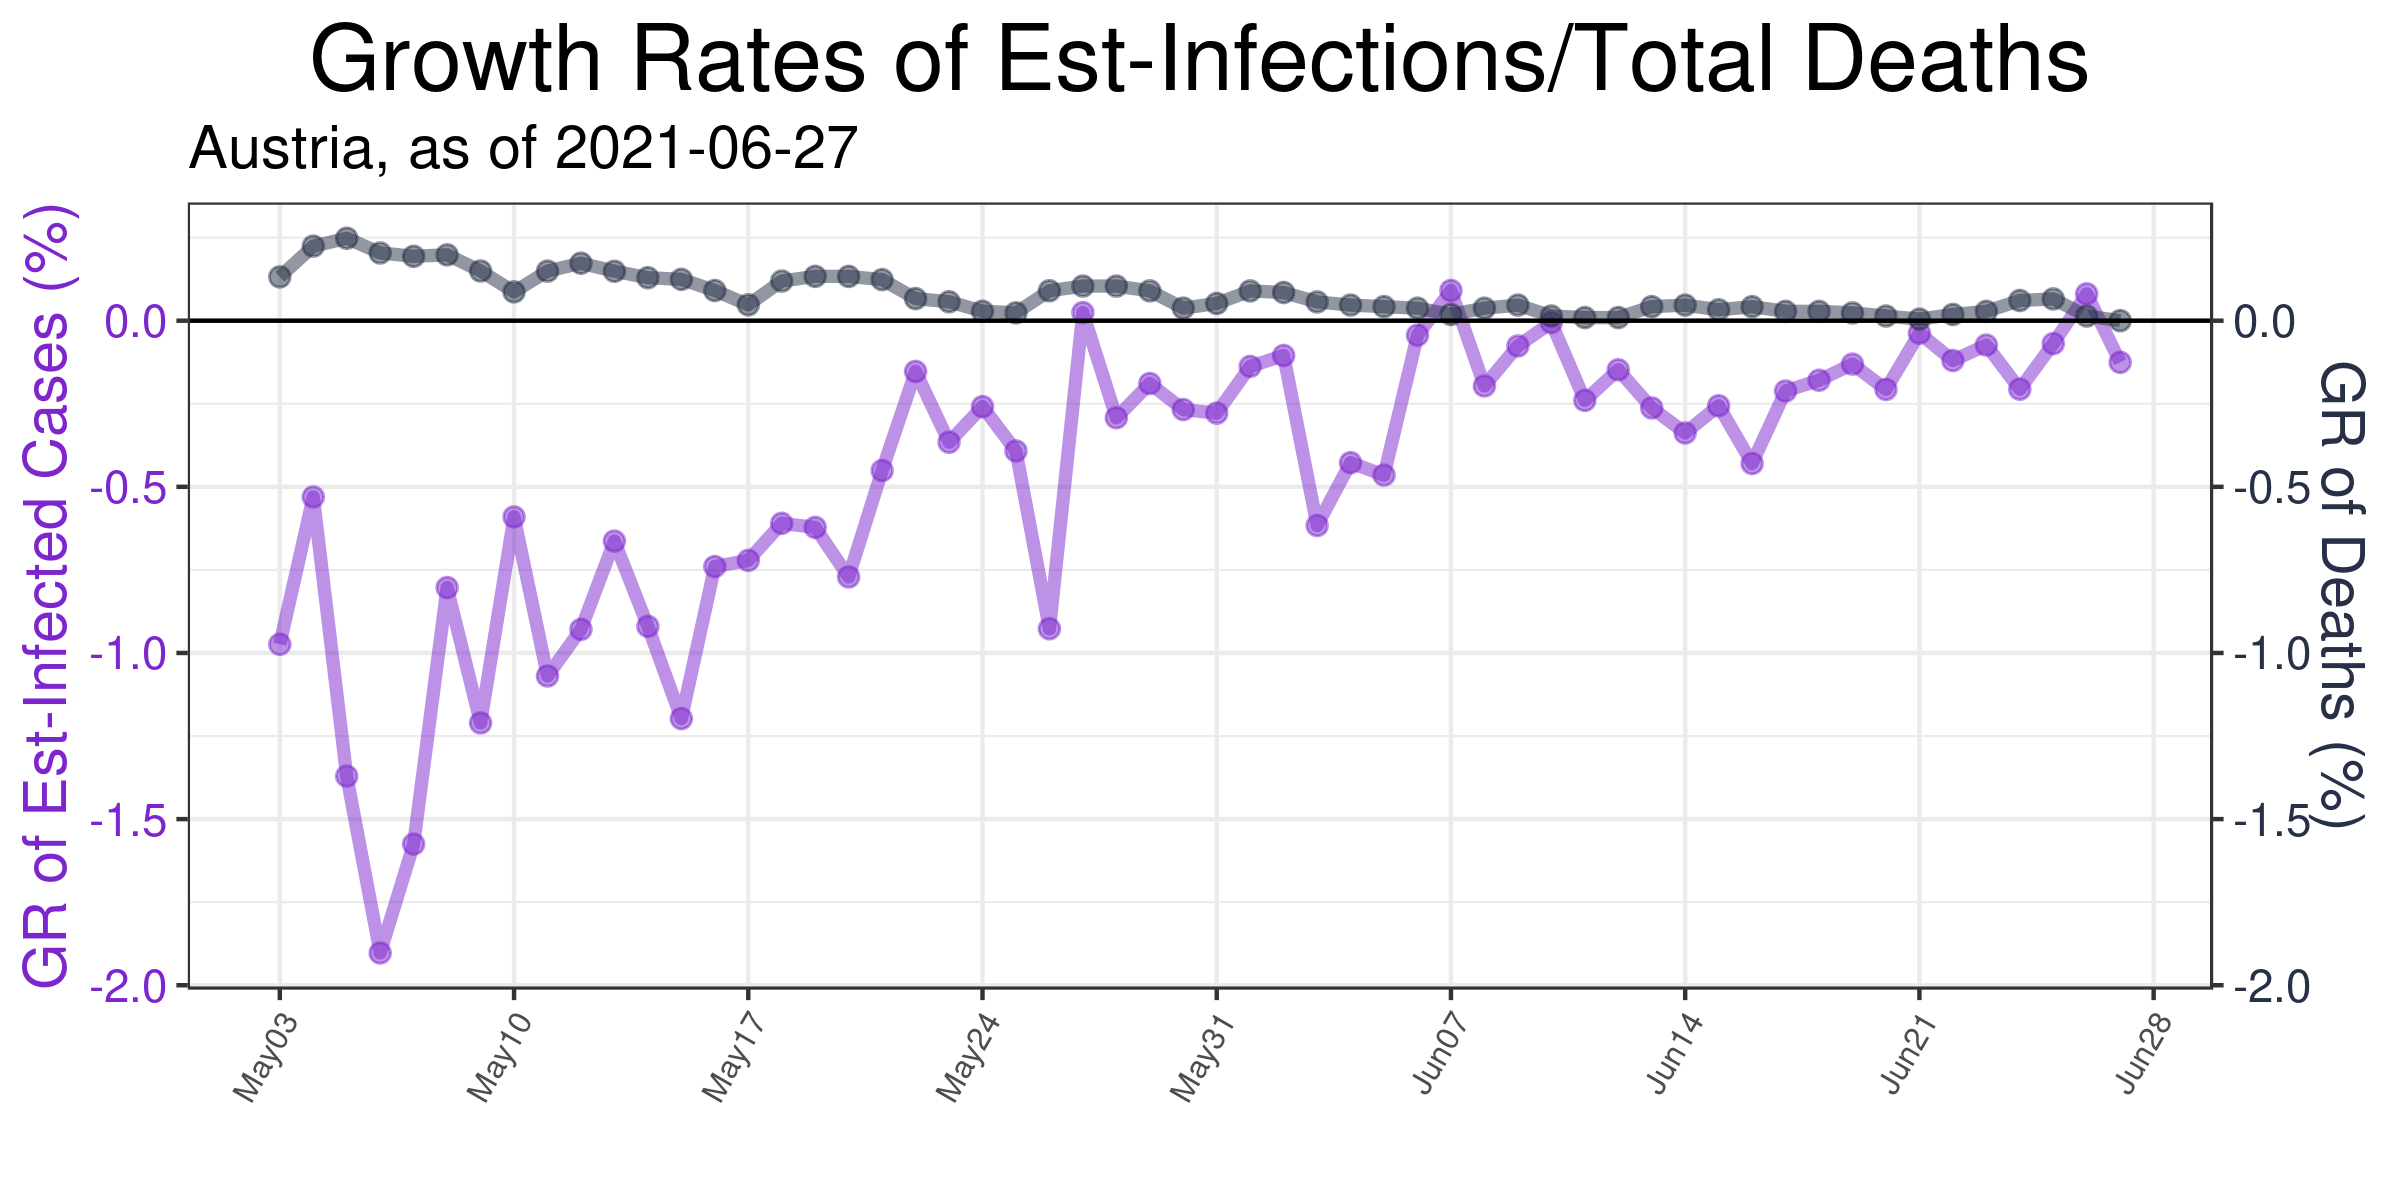 Growth Rates of Est-Infections/Total Deaths
Austria, as of 2021-06-27
GR of Est-Infected Cases (%)
0.0
-0.5
-1.0
-1.5
-2.0
0.0
-0.5
-1.0
-1.5
-2.0
GR of Deaths (%)
May03
May10
May17
May24
May31
Jun07
Jun14
Jun21
Jun28